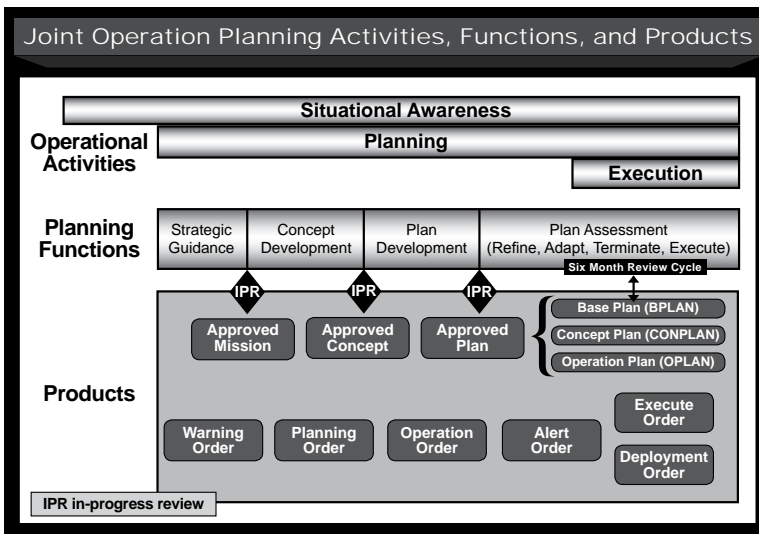 Joint Operation Planning Activities, Functions, and Products
Situational Awareness
Operational
Activities
Planning
Execution
Planning
Functions
Strategic
Guidance
Concept
Development
Plan
Development
Plan Assessment
(Refine, Adapt, Terminate, Execute)
Six Month Review Cycle
IPR
IPR
IPR
Approved
Mission
Approved
Concept
Approved
Plan
Base Plan (BPLAN)
Concept Plan (CONPLAN)
Operation Plan (OPLAN)
Products
Warning
Order
Planning
Order
Operation
Order
Alert
Order
Execute
Order
Deployment
Order
IPR in-progress review